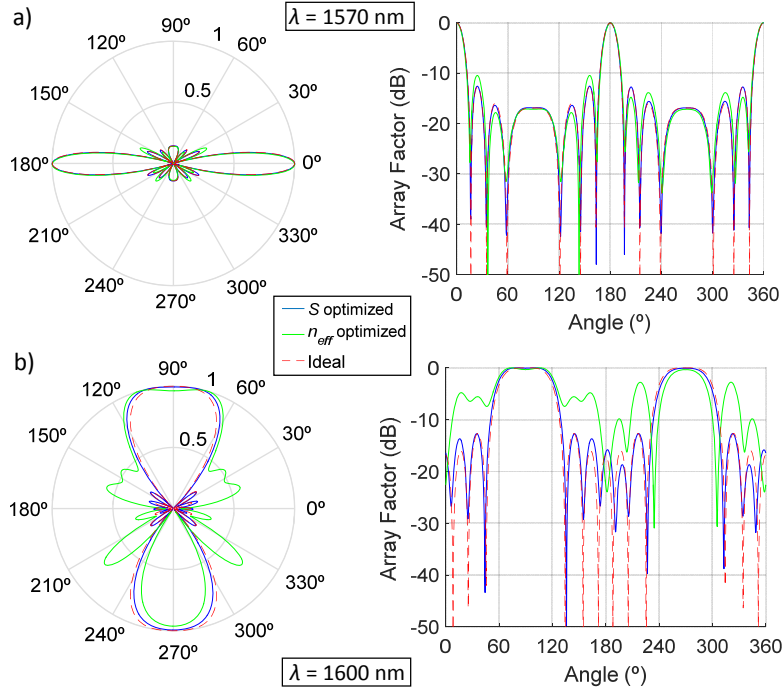 a)
λ = 1570 nm
90º
120º
1
60º
0.5
150º
30º
180º
0º
210º
330º
240º
300º
270º
0
-10
-20
-30
-40
-50
Array Factor (dB)
0 60 120 180 240 300 360
Angle (º)
S optimized
neff optimized
Ideal
b)
90º
120º
1
60º
0.5
150º
30º
180º
0º
210º
330º
240º
300º
270º
0
-10
-20
-30
-40
-50
Array Factor (dB)
0 60 120 180 240 300 360
Angle (º)
λ = 1600 nm